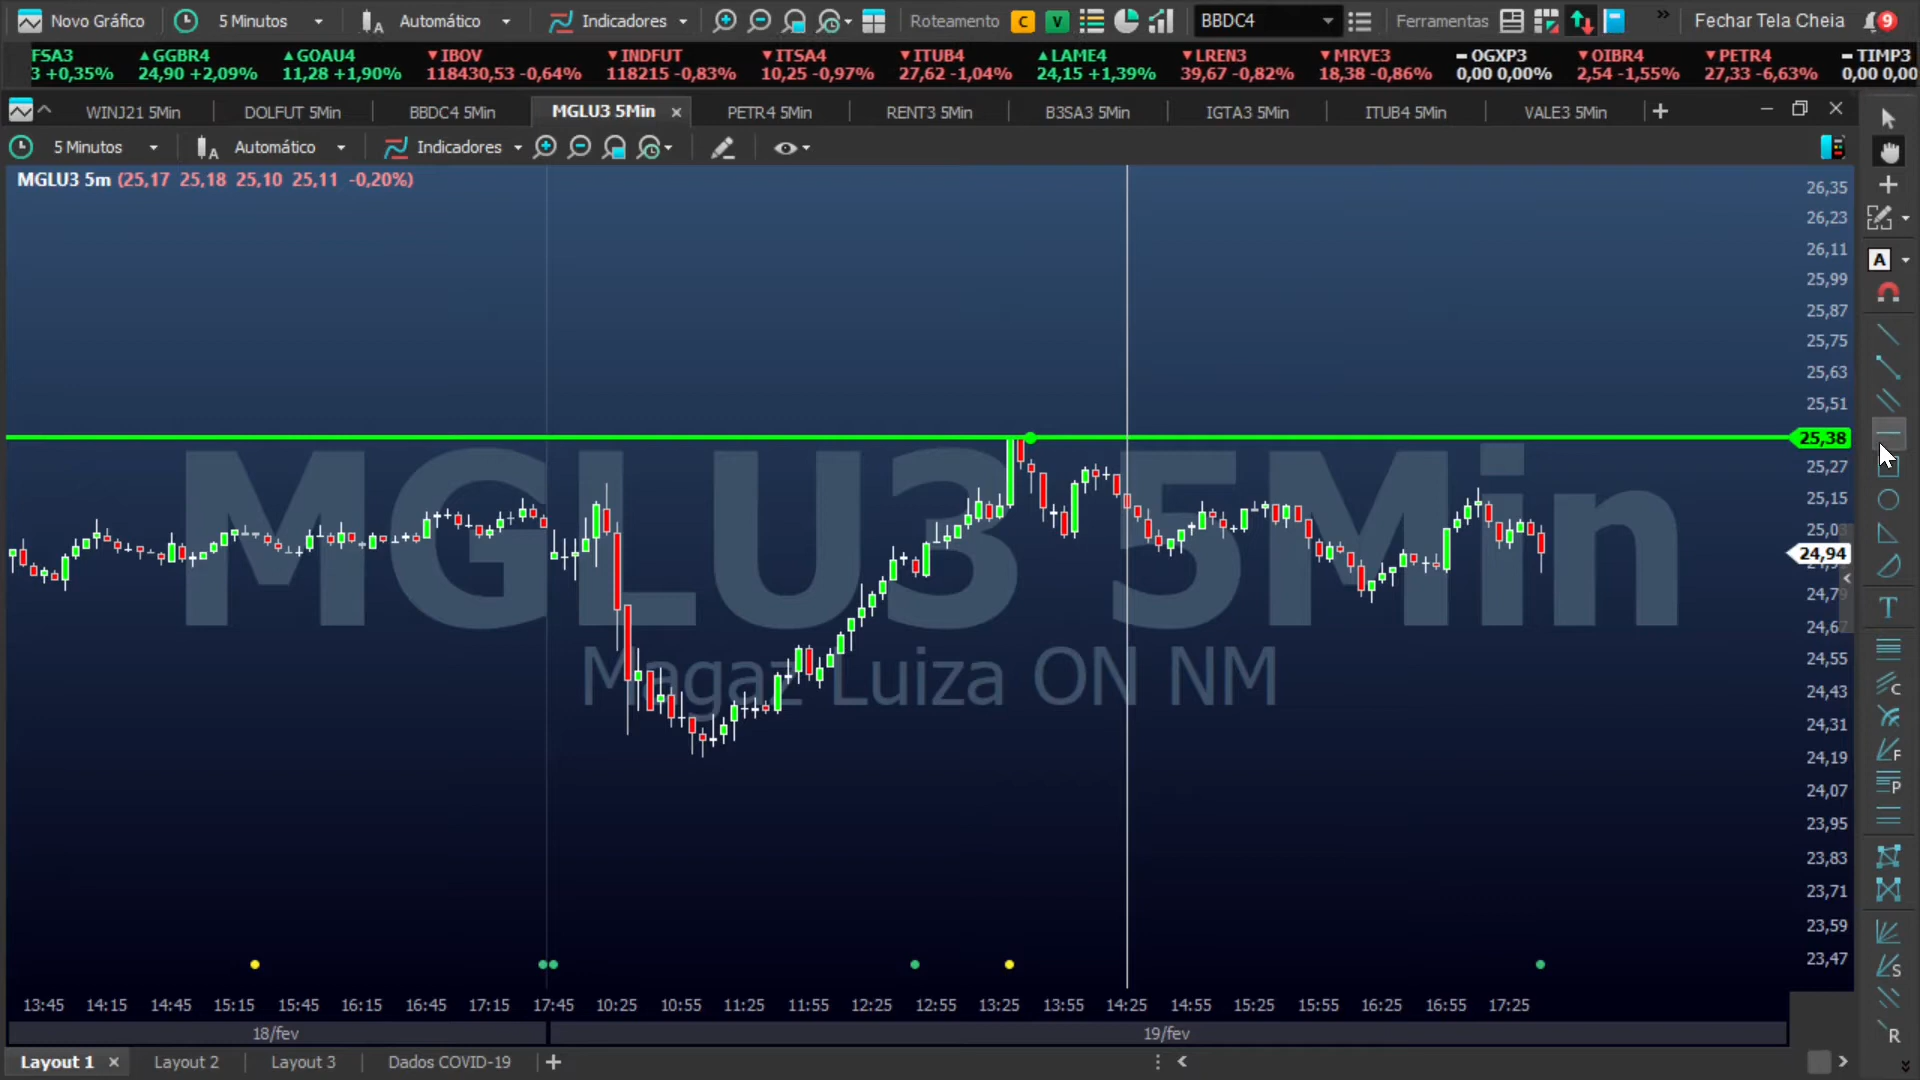 Novo Gráfico 5 Minutos Automático Indicadores Roteamento C V BBDC4 Ferramentas Fechar Tela Cheia 9
FSA3 GGBR4 GOAU4 IBOV INDFUT ITSA4 ITUB4 LAME4 LREN3 MRVE3 OGXP3 OIBR4 PETR4 TIMP3
3 +0,35% 24,90 +2,09% 11,28 +1,90% 118430,53 -0,64% 118215 -0,83% 10,25 -0,97% 27,62 -1,04% 24,15 +1,39% 39,67 -0,82% 18,38 -0,86% 0,00 0,00% 2,54 -1,55% 27,33 -6,63% 0,00 0,00
WINJ21 5Min DOLFUT 5Min BBDC4 5Min MGLU3 5Min PETR4 5Min RENT3 5Min B3SA3 5Min IGTA3 5Min ITUB4 5Min VALE3 5Min
5 Minutos Automático Indicadores
MGLU3 5m (25,17 25,18 25,10 25,11 -0,20%)
26,35
26,23
26,11
A
25,99
25,87
25,75
25,63
25,51
25,38
25,27
25,15
25,03
MGLU3 5Min
24,94
24,79
T
24,67
24,55
Magaz Luiza ON NM
24,43
C
24,31
24,19
F
24,07
P
23,95
23,83
23,71
23,59
23,47
S
13:45 14:15 14:45 15:15 15:45 16:15 16:45 17:15 17:45 10:25 10:55 11:25 11:55 12:25 12:55 13:25 13:55 14:25 14:55 15:25 15:55 16:25 16:55 17:25
18/fev 19/fev
R
Layout 1 Layout 2 Layout 3 Dados COVID-19